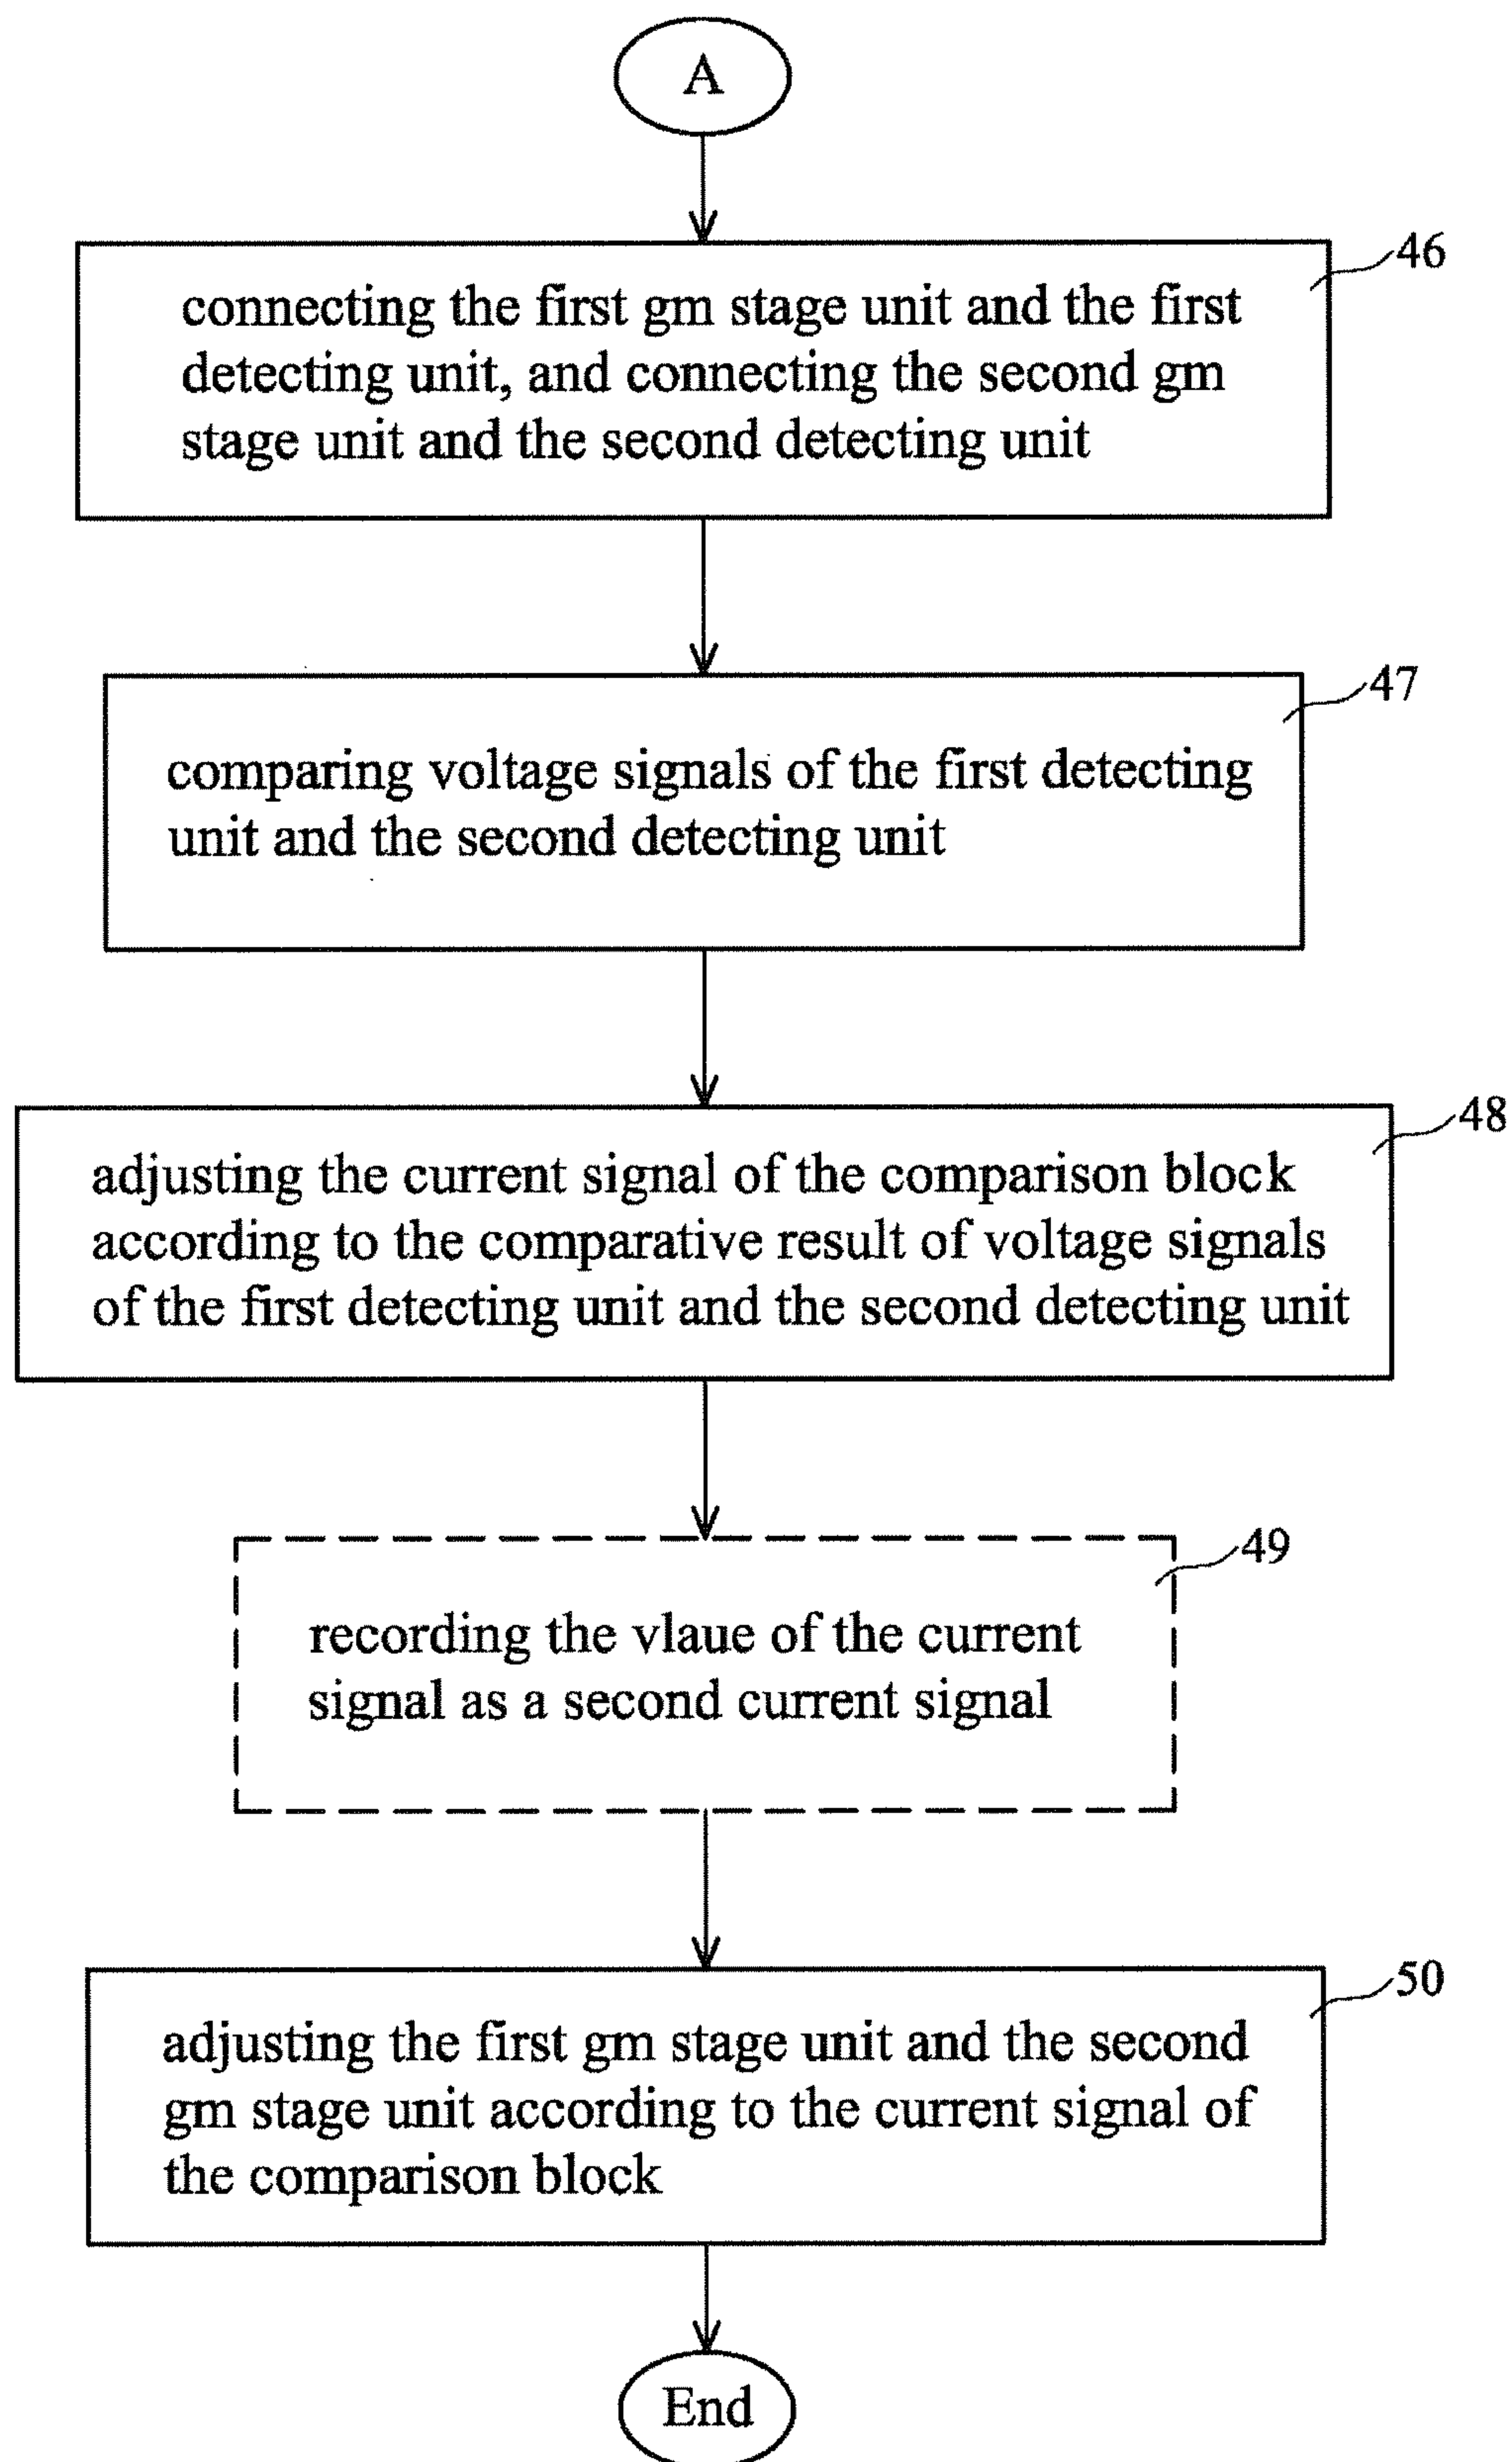 A
46
connecting the first gm stage unit and the first
detecting unit, and connecting the second gm
stage unit and the second detecting unit
47
comparing voltage signals of the first detecting
unit and the second detecting unit
48
adjusting the current signal of the comparison block
according to the comparative result of voltage signals
of the first detecting unit and the second detecting unit
49
recording the vlaue of the current
signal as a second current signal
50
adjusting the first gm stage unit and the second
gm stage unit according to the current signal of
the comparison block
End